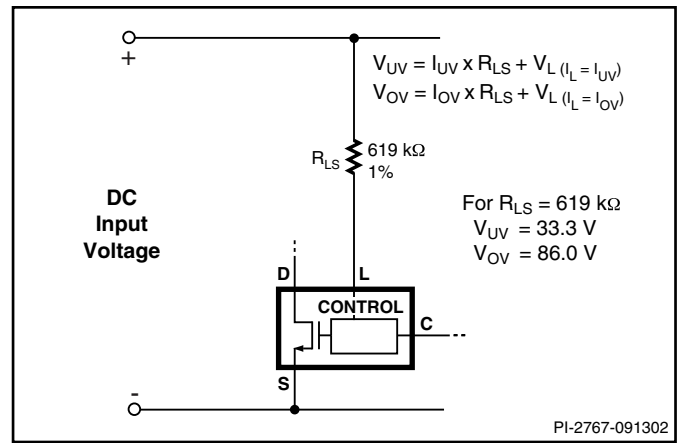 +
V_UV = I_UV x R_LS + V_L (I_L = I_UV)
V_OV = I_OV x R_LS + V_L (I_L = I_OV)
R_LS
619 kΩ
1%
DC
Input
Voltage
For R_LS = 619 kΩ
V_UV = 33.3 V
V_OV = 86.0 V
D
L
CONTROL
C
S
-
PI-2767-091302